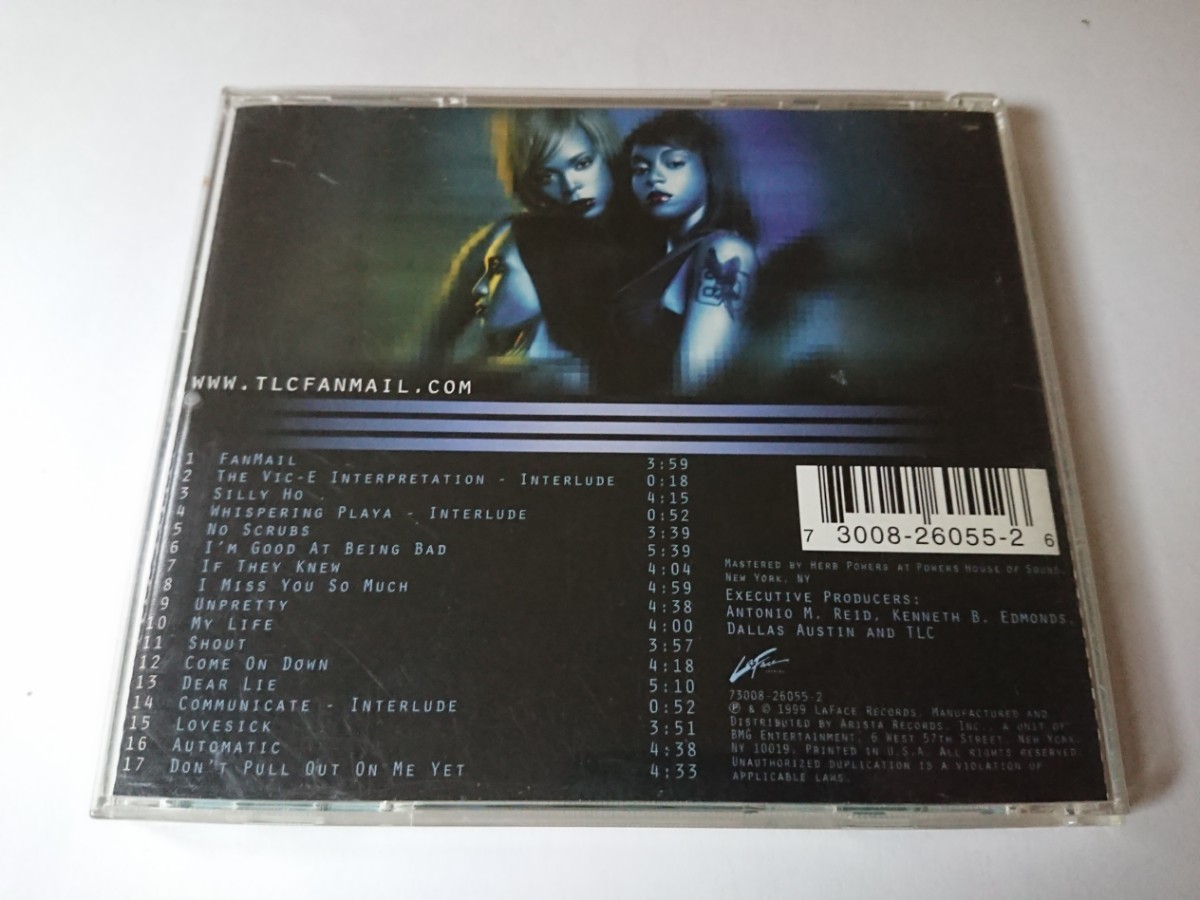 WWW.TLCFANMAIL.COM
1 FANMAIL 3:59
2 THE VIC-E INTERPRETATION - INTERLUDE 0:18
3 SILLY HO . 4:15
4 WHISPERING PLAYA - INTERLUDE 0:52
5 NO SCRUBS 3:39
6 I'M GOOD AT BEING BAD 5:39
7 IF THEY KNEW 4:04
8 I MISS YOU SO MUCH 4:59
9 UNPRETTY 4:38
10 MY LIFE 4:00
11 SHOUT 3:57
12 COME ON DOWN 4:18
13 DEAR LIE 5:10
14 COMMUNICATE - INTERLUDE 0:52
15 LOVESICK 3:51
16 AUTOMATIC 4:38
17 DON'T PULL OUT ON ME YET 4:33
7 73008-26055-2 6
MASTERED BY HERB POWERS AT POWERS HOUSE OF SOUND,
NEW YORK, NY
EXECUTIVE PRODUCERS:
ANTONIO M. REID, KENNETH B. EDMONDS,
DALLAS AUSTIN AND TLC
LaFace
73008-26055-2
℗ & © 1999 LAFACE RECORDS. MANUFACTURED AND
DISTRIBUTED BY ARISTA RECORDS, INC., A UNIT OF
BMG ENTERTAINMENT, 6 WEST 57TH STREET, NEW YORK,
NY 10019. PRINTED IN U.S.A. ALL RIGHTS RESERVED.
UNAUTHORIZED DUPLICATION IS A VIOLATION OF
APPLICABLE LAWS.